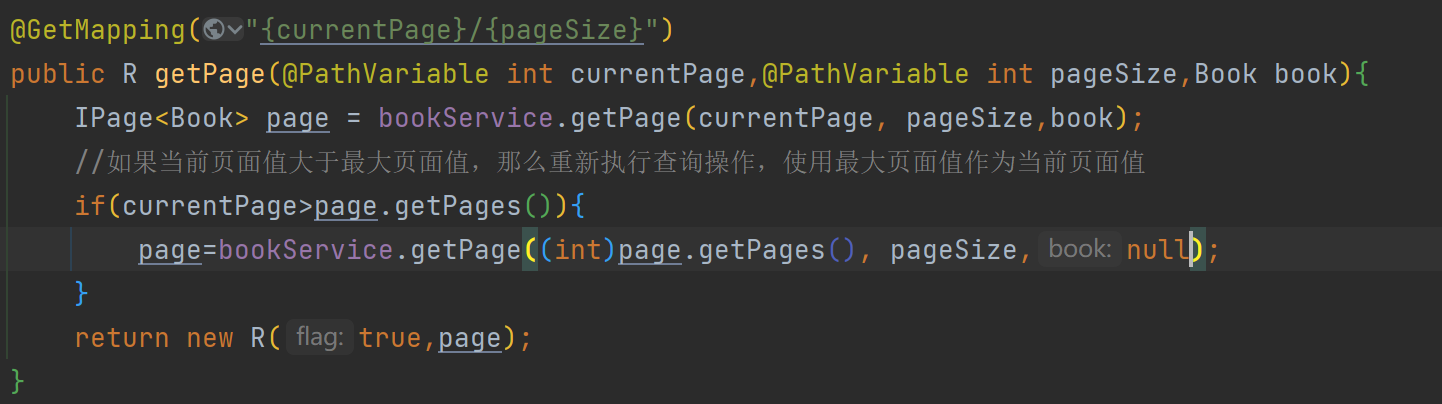 @GetMapping("{currentPage}/{pageSize}")
public R getPage(@PathVariable int currentPage,@PathVariable int pageSize,Book book){
IPage<Book> page = bookService.getPage(currentPage, pageSize,book);
//如果当前页面值大于最大页面值，那么重新执行查询操作，使用最大页面值作为当前页面值
if(currentPage>page.getPages()){
page=bookService.getPage((int)page.getPages(), pageSize, book: null);
}
return new R( flag: true,page);
}